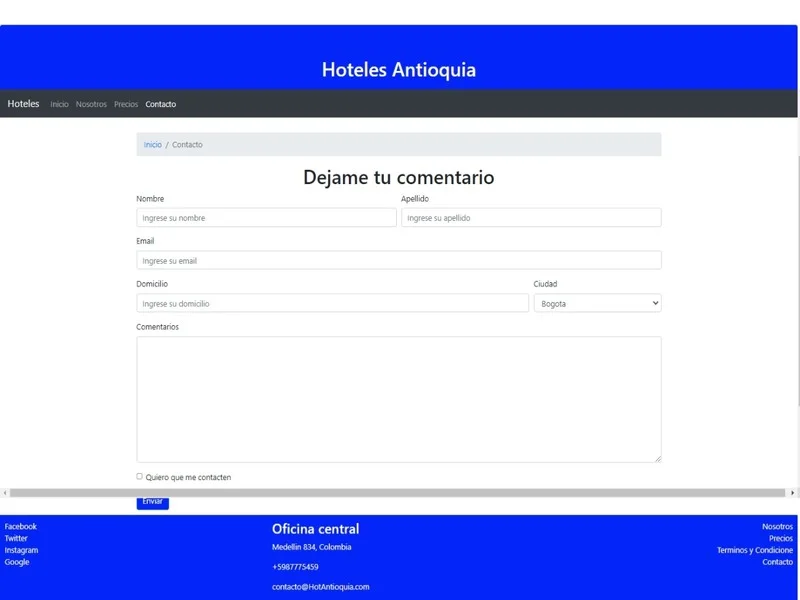 Hoteles Antioquia
Hoteles Inicio Nosotros Precios Contacto
Inicio / Contacto
Dejame tu comentario
Nombre Apellido
Ingrese su nombre Ingrese su apellido
Email
Ingrese su email
Domicilio Ciudad
Ingrese su domicilio Bogota
Comentarios
Quiero que me contacten
Enviar
Facebook
Twitter
Instagram
Google
Oficina central
Medellin 834, Colombia
+5987775459
contacto@HotAntioquia.com
Nosotros
Precios
Terminos y Condicione
Contacto